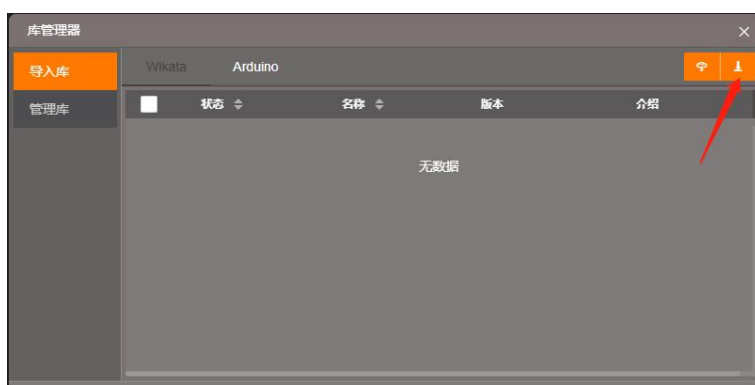 库管理器
导入库
Wikata Arduino
管理库
状态 名称 版本 介绍
无数据